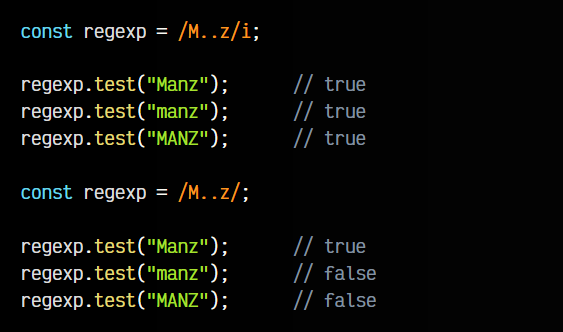 const regexp = /M..z/i;
regexp.test("Manz");      // true
regexp.test("manz");      // true
regexp.test("MANZ");      // true
const regexp = /M..z/;
regexp.test("Manz");      // true
regexp.test("manz");      // false
regexp.test("MANZ");      // false